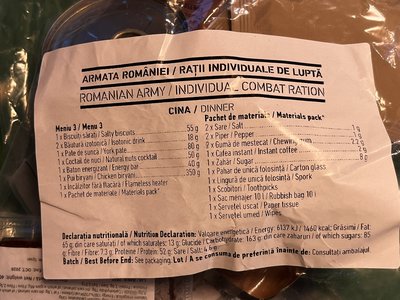 ARMATA ROMÂNIEI / RAȚII INDIVIDUALE DE LUPTĂ
ROMANIAN ARMY / INDIVIDUAL COMBAT RATION
CINA / DINNER
Meniu 3 / Menu 3
1 x Biscuiți sărați / Salty biscuits 55 g
1 x Băutură izotonică / Isotonic drink 18 g
1 x Pate de șuncă / York pate 80 g
1 x Coctail de nuci / Natural nuts cocktail 50 g
1 x Baton energizant / Energy bar 40 g
1 x Pui biryani / Chicken biryani 350 g
1 x Încălzitor fără flacără / Flameless heater
1 x Pachet de materiale / Materials pack*
Pachet de materiale / Materials pack*
2 x Sare / Salt
2 x Piper / Pepper
2 x Gumă de mestecat / Chewing gum
1 x Cafea instant / Instant coffee
1 x Zahăr / Sugar 8 g
1 x Pahar de unică folosință / Carton glass
1 x Lingură de unică folosință / Spork
1 x Scobitori / Toothpicks
1 x Sac menajer 10 l / Rubbish bag 10 l
1 x Șervețel uscat / Paper tissue
1 x Șervețel umed / Wipes
Declarația nutrițională / Nutrition Declaration: Valoare energetică / Energy: 6137 kJ / 1460 kcal; Grăsimi / Fat:
65 g; din care saturați / of which saturates: 13 g; Glucide / Carbohydrate: 163 g; din care zaharuri / of which sugars: 85
g; Fibre / Fibre: 7.3 g; Proteine / Protein: 52 g; Sare / Salt: 4.6 g
Batch / Best Before End: See packaging. Lot / A se consuma de preferință înainte de: Consultați ambalajul.